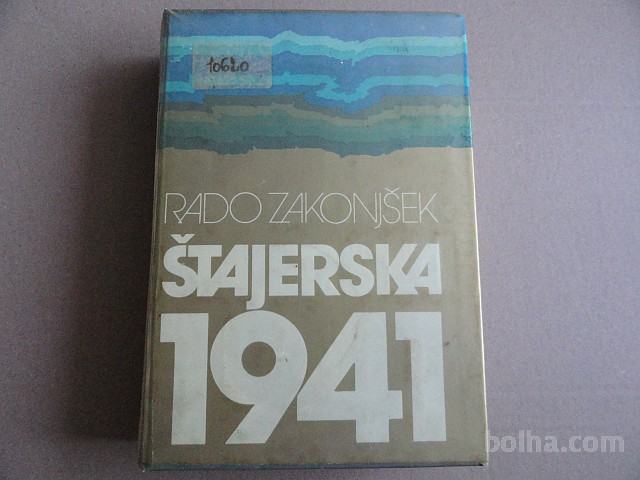 10620
RADO ZAKONJŠEK
ŠTAJERSKA
1941
bolha.com